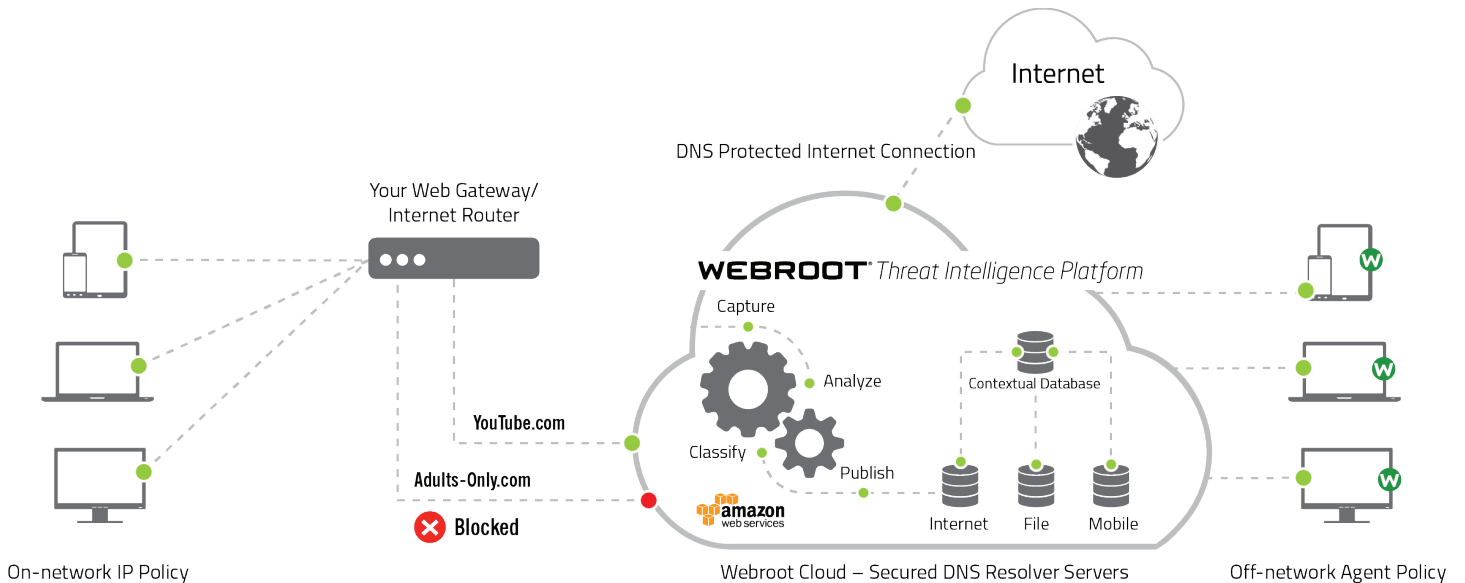 Internet
DNS Protected Internet Connection
Your Web Gateway/
Internet Router
WEBROOT® Threat Intelligence Platform
Capture
Analyze
Classify
Publish
Contextual Database
Internet
File
Mobile
YouTube.com
Adults-Only.com
Blocked
amazon
web services
W
W
W
On-network IP Policy
Webroot Cloud – Secured DNS Resolver Servers
Off-network Agent Policy